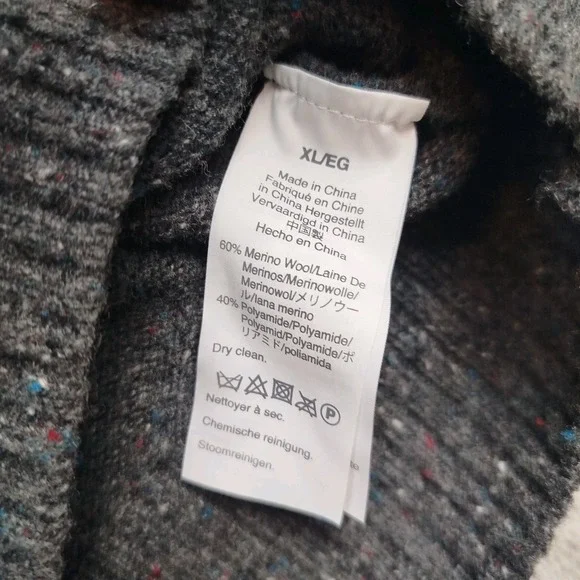 XL/EG
Made in China
Fabriqué en Chine
in China Hergestellt
Vervaardigd in China
中国製
Hecho en China
60% Merino Wool/Laine De
Merinos/Merinowolle/
Merinowol/メリノウー
ル/lana merino
40% Polyamide/Polyamide/
Polyamid/Polyamide/ポ
リアミド/poliamida
Dry clean.
P
Nettoyer à sec.
Chemische reinigung.
Stoomreinigen.
to